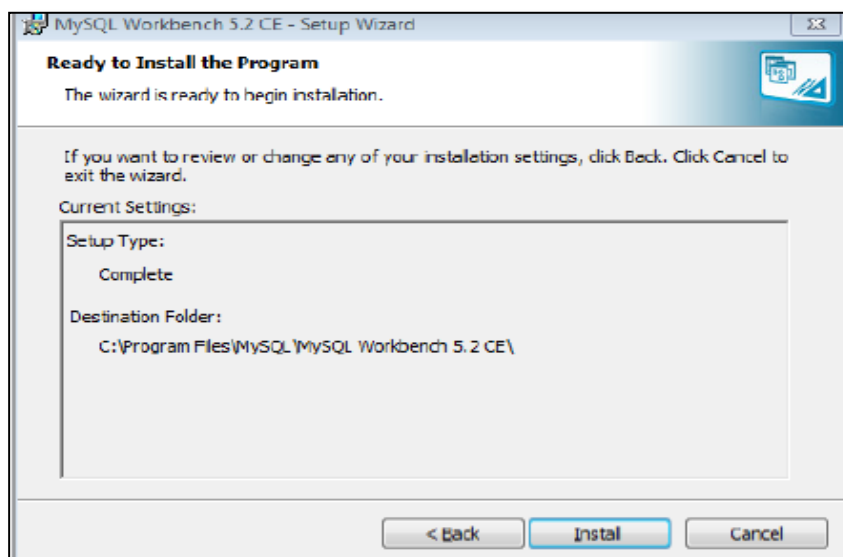 MySQL Workbench 5.2 CE - Setup Wizard
Ready to Install the Program
The wizard is ready to begin installation.
If you want to review or change any of your installation settings, click Back. Click Cancel to
exit the wizard.
Current Settings:
Setup Type:
Complete
Destination Folder:
C:\Program Files\MySQL\MySQL Workbench 5.2 CE\
< Back
Install
Cancel